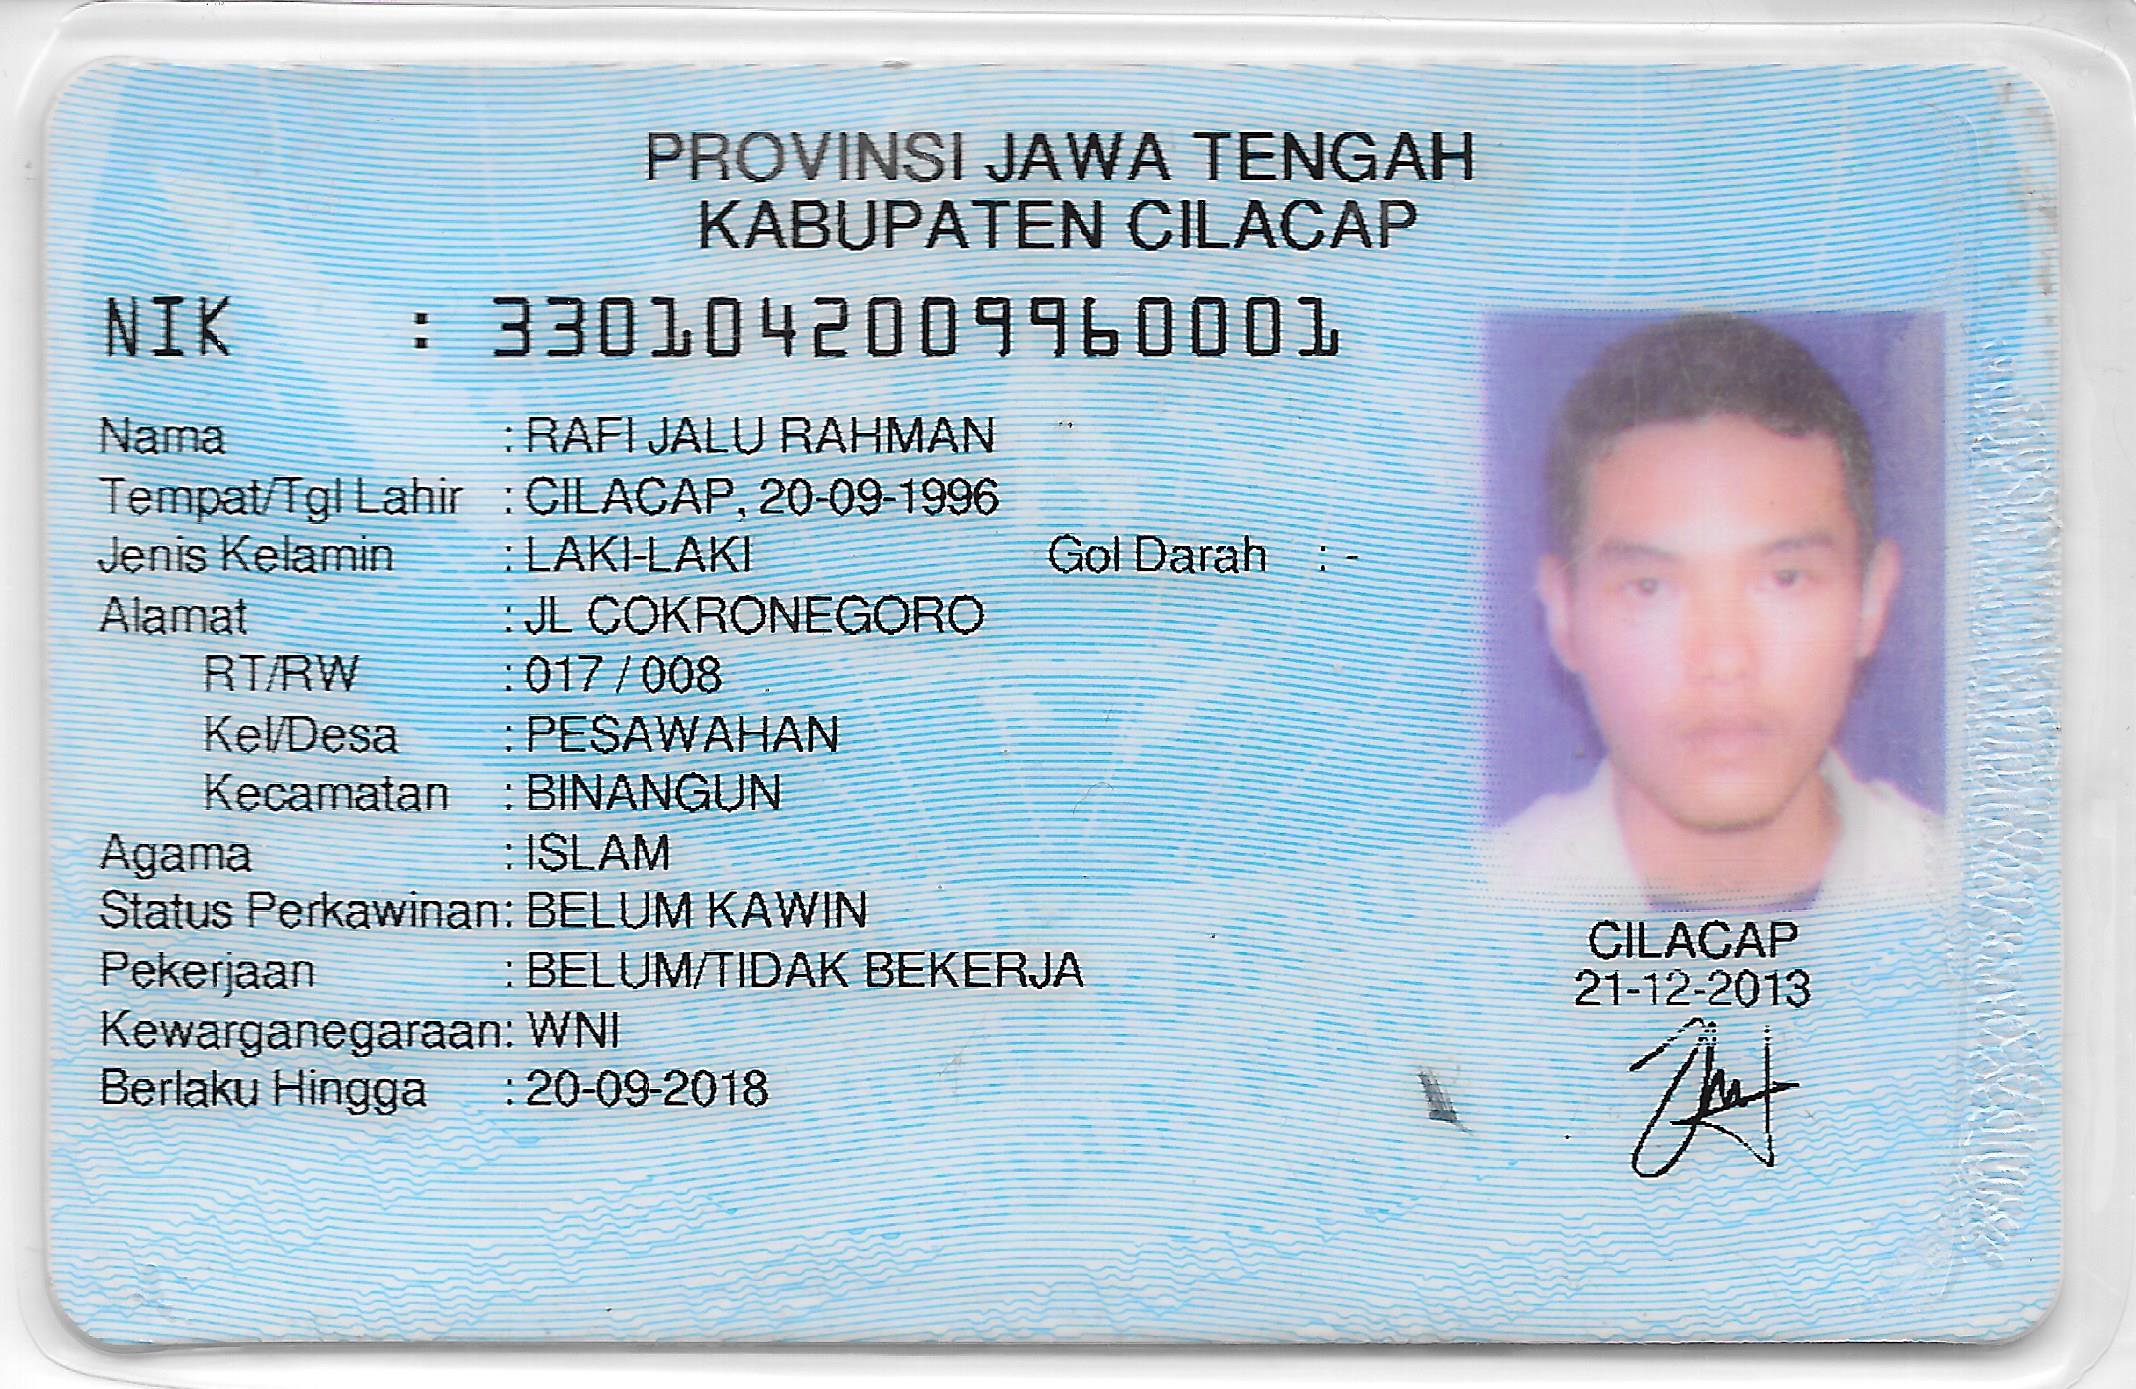 PROVINSI JAWA TENGAH
KABUPATEN CILACAP
NIK : 3301042009960001
Nama : RAFI JALU RAHMAN
Tempat/Tgl Lahir : CILACAP, 20-09-1996
Jenis Kelamin : LAKI-LAKI Gol Darah : -
Alamat : JL COKRONEGORO
RT/RW : 017 / 008
Kel/Desa : PESAWAHAN
Kecamatan : BINANGUN
Agama : ISLAM
Status Perkawinan: BELUM KAWIN
Pekerjaan : BELUM/TIDAK BEKERJA
Kewarganegaraan: WNI
Berlaku Hingga : 20-09-2018
CILACAP
21-12-2013